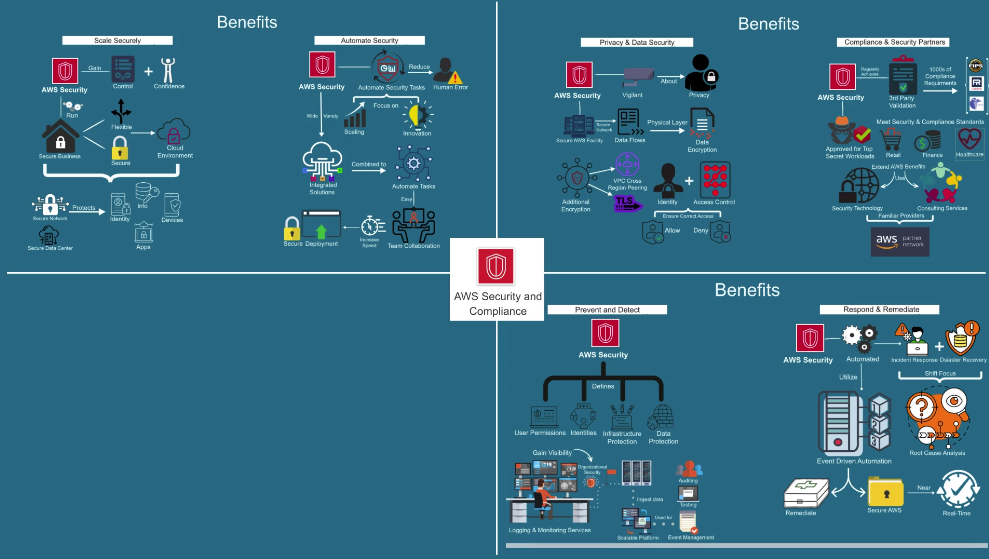 Benefits
Scale Securely
AWS Security
Gain
Control
Confidence
Run
Secure Business
Flexible
Secure
Cloud
Environment
Secure Network
Protects
Identity
Info
Devices
Apps
Secure Data Center
Automate Security
AWS Security
Automate Security Tasks
Reduce
Human Error
Focus on
Wide
Variety
Scaling
Innovation
Integrated
Solutions
Combined to
Automate Tasks
Easy
Secure
Deployment
Increase
Speed
Team Collaboration
Benefits
Privacy & Data Security
AWS Security
Vigilant
About
Privacy
Secure AWS Facility
Secure
Network
Data Flows
Physical Layer
Data
Encryption
Additional
Encryption
VPC Cross
Region Peering
TLS
Identity
Access Control
Ensure Correct Access
Allow
Deny
Compliance & Security Partners
AWS Security
Regularly
Achieves
3rd Party
Validation
1000s of
Compliance
Requirments
FIPS
FR
Meet Security & Compliance Standards
Approved for Top
Secret Workloads
Retail
Finance
Healthcare
Extend AWS Benefits
Use
Security Technology
Consulting Services
Familiar Providers
aws partner
network
AWS Security and
Compliance
Benefits
Prevent and Detect
AWS Security
Defines
User Permissions
Identities
Infrastructure
Protection
Data
Protection
Gain Visibility
Organizational
Security
Logging & Monitoring Services
Ingest data
Scalable Platform
Used for
Auditing
Testing
Event Management
Respond & Remediate
AWS Security
Automated
Incident Response
Disaster Recovery
Shift Focus
Utilize
1
2
3
Event Driven Automation
Root Cause Analysis
Remediate
Secure AWS
Near
Real-Time